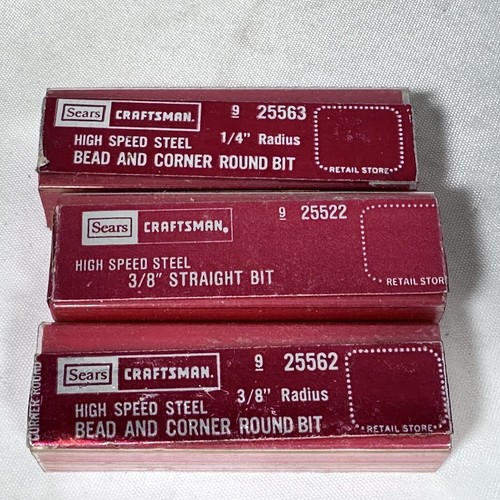 Sears CRAFTSMAN. 9 25563
HIGH SPEED STEEL 1/4" Radius
BEAD AND CORNER ROUND BIT
RETAIL STORE
Sears CRAFTSMAN® 9 25522
HIGH SPEED STEEL
3/8" STRAIGHT BIT
RETAIL STOR
Sears CRAFTSMAN. 9 25562
HIGH SPEED STEEL 3/8" Radius
BEAD AND CORNER ROUND BIT
RETAIL STORE
CORNER ROUND